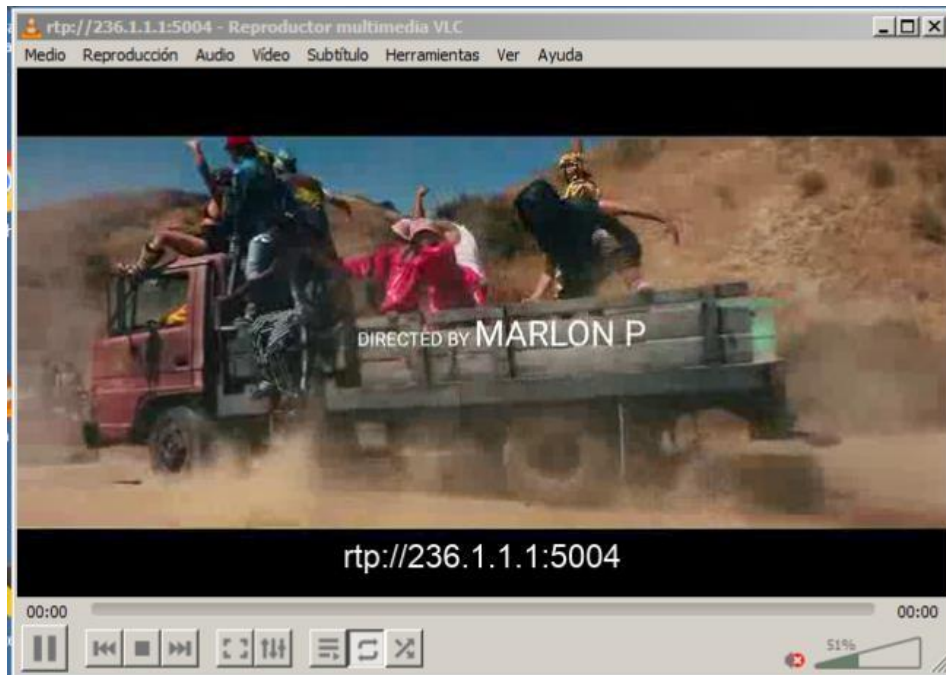 rtp://236.1.1.1:5004 - Reproductor multimedia VLC
Medio Reproducción Audio Vídeo Subtítulo Herramientas Ver Ayuda
DIRECTED BY MARLON P
rtp://236.1.1.1:5004
00:00 00:00
51%